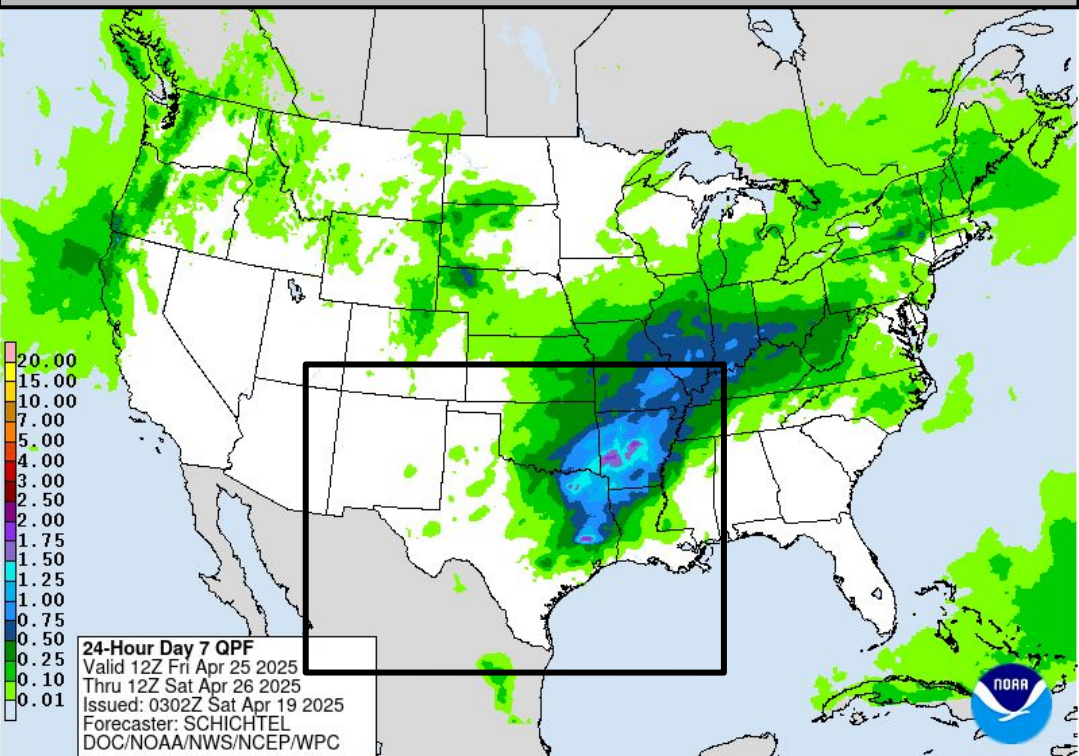 20.00
15.00
10.00
7.00
5.00
4.00
3.00
2.50
2.00
1.75
1.50
1.25
1.00
0.75
0.50
0.25
0.10
0.01
24-Hour Day 7 QPF
Valid 12Z Fri Apr 25 2025
Thru 12Z Sat Apr 26 2025
Issued: 0302Z Sat Apr 19 2025
Forecaster: SCHICHTEL
DOC/NOAA/NWS/NCEP/WPC
NOAA